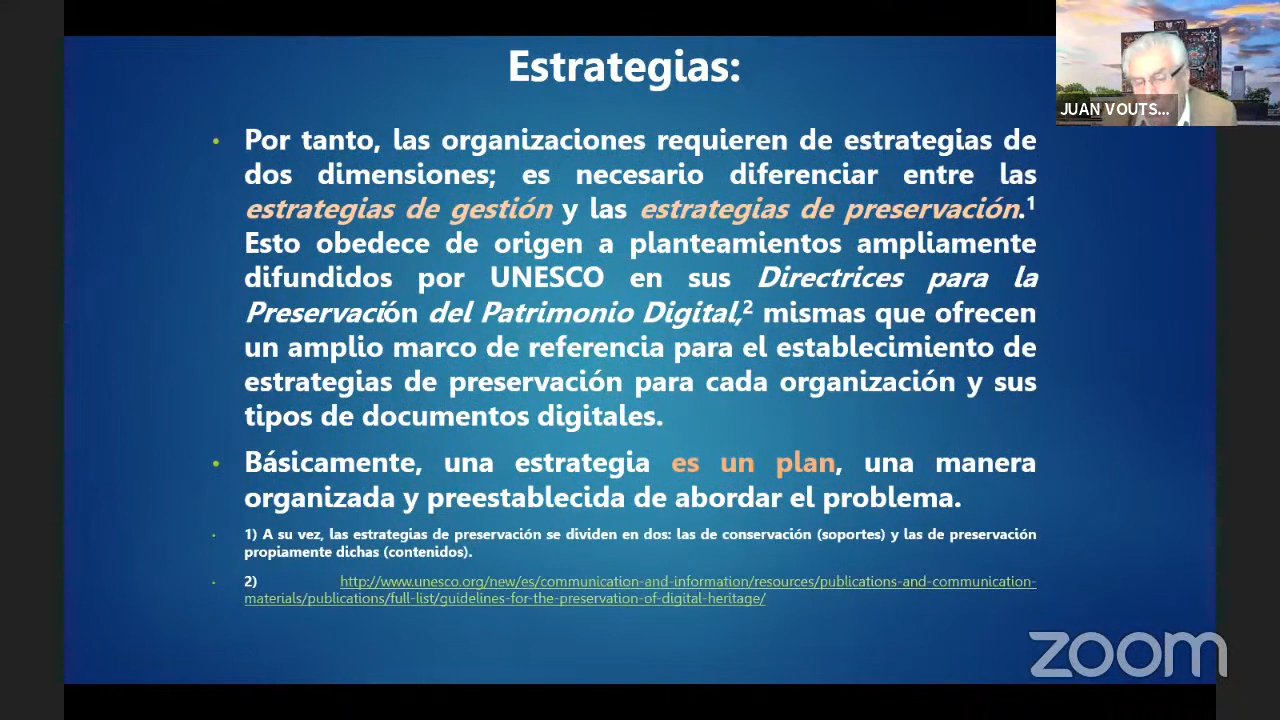 Estrategias:
JUAN VOUTS...
• Por tanto, las organizaciones requieren de estrategias de
dos dimensiones; es necesario diferenciar entre las
estrategias de gestión y las estrategias de preservación.¹
Esto obedece de origen a planteamientos ampliamente
difundidos por UNESCO en sus Directrices para la
Preservación del Patrimonio Digital,² mismas que ofrecen
un amplio marco de referencia para el establecimiento de
estrategias de preservación para cada organización y sus
tipos de documentos digitales.
• Básicamente, una estrategia es un plan, una manera
organizada y preestablecida de abordar el problema.
• 1) A su vez, las estrategias de preservación se dividen en dos: las de conservación (soportes) y las de preservación
propiamente dichas (contenidos).
• 2) http://www.unesco.org/new/es/communication-and-information/resources/publications-and-communication-
materials/publications/full-list/guidelines-for-the-preservation-of-digital-heritage/
zoom